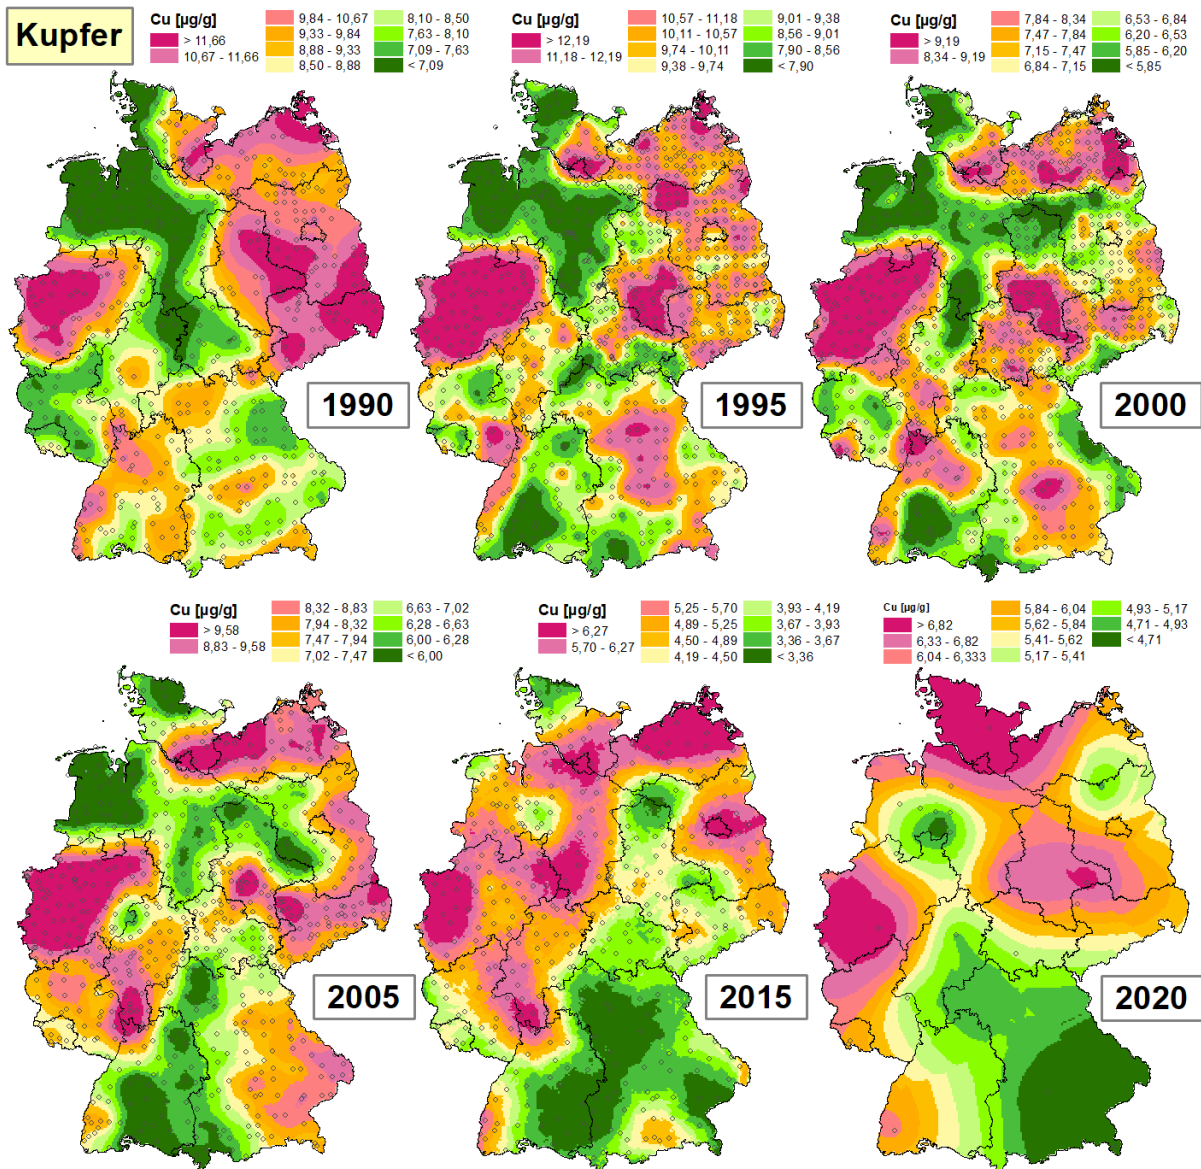 Kupfer
Cu [µg/g]
> 11,66
10,67 - 11,66
9,84 - 10,67
9,33 - 9,84
8,88 - 9,33
8,50 - 8,88
8,10 - 8,50
7,63 - 8,10
7,09 - 7,63
< 7,09
1990
Cu [µg/g]
> 12,19
11,18 - 12,19
10,57 - 11,18
10,11 - 10,57
9,74 - 10,11
9,38 - 9,74
9,01 - 9,38
8,56 - 9,01
7,90 - 8,56
< 7,90
1995
Cu [µg/g]
> 9,19
8,34 - 9,19
7,84 - 8,34
7,47 - 7,84
7,15 - 7,47
6,84 - 7,15
6,53 - 6,84
6,20 - 6,53
5,85 - 6,20
< 5,85
2000
Cu [µg/g]
> 9,58
8,83 - 9,58
8,32 - 8,83
7,94 - 8,32
7,47 - 7,94
7,02 - 7,47
6,63 - 7,02
6,28 - 6,63
6,00 - 6,28
< 6,00
2005
Cu [µg/g]
> 6,27
5,70 - 6,27
5,25 - 5,70
4,89 - 5,25
4,50 - 4,89
4,19 - 4,50
3,93 - 4,19
3,67 - 3,93
3,36 - 3,67
< 3,36
2015
Cu [µg/g]
> 6,82
6,33 - 6,82
6,04 - 6,333
5,84 - 6,04
5,62 - 5,84
5,41 - 5,62
5,17 - 5,41
4,93 - 5,17
4,71 - 4,93
< 4,71
2020